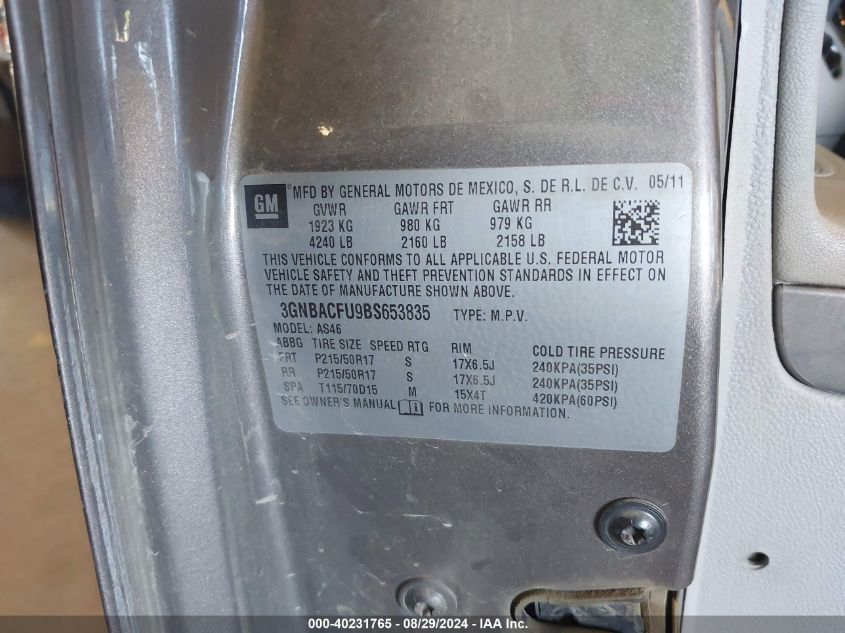 GM
® MFD BY GENERAL MOTORS DE MEXICO, S. DE R.L. DE C.V. 05/11
GVWR GAWR FRT GAWR RR
1923 KG 980 KG 979 KG
4240 LB 2160 LB 2158 LB
THIS VEHICLE CONFORMS TO ALL APPLICABLE U.S. FEDERAL MOTOR
VEHICLE SAFETY AND THEFT PREVENTION STANDARDS IN EFFECT ON
THE DATE OF MANUFACTURE SHOWN ABOVE.
3GNBACFU9BS653835 TYPE: M.P.V.
MODEL: AS46
ABBG TIRE SIZE SPEED RTG RIM COLD TIRE PRESSURE
FRT P215/50R17 S 17X6.5J 240KPA(35PSI)
RR P215/50R17 S 17X6.5J 240KPA(35PSI)
SPA T115/70D15 M 15X4T 420KPA(60PSI)
SEE OWNER'S MANUAL FOR MORE INFORMATION.
000-40231765 - 08/29/2024 - IAA Inc.